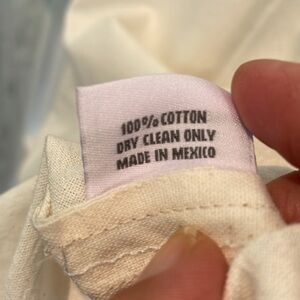 100% COTTON
DRY CLEAN ONLY
MADE IN MEXICO